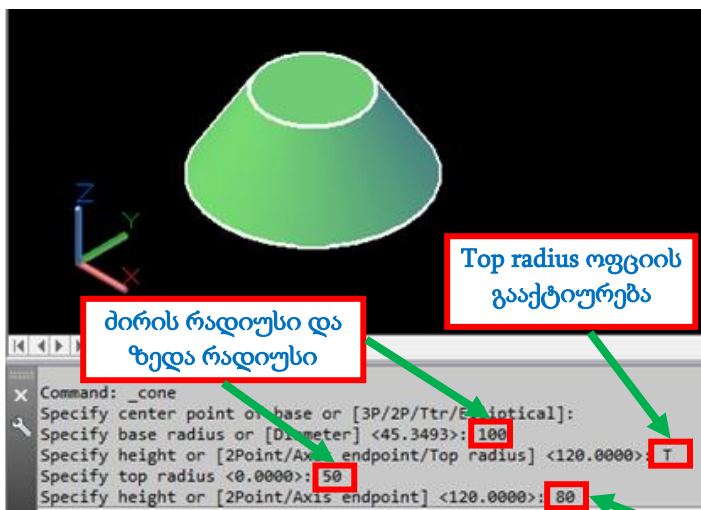 Z
Y
X
Top radius ოფციის
გააქტიურება
ძირის რადიუსი და
ზედა რადიუსი
Command: _cone
Specify center point of base or [3P/2P/Ttr/Elliptical]:
Specify base radius or [Diameter] <45.3493>: 100
Specify height or [2Point/Axis endpoint/Top radius] <120.0000>: T
Specify top radius <0.0000>: 50
Specify height or [2Point/Axis endpoint] <120.0000>: 80